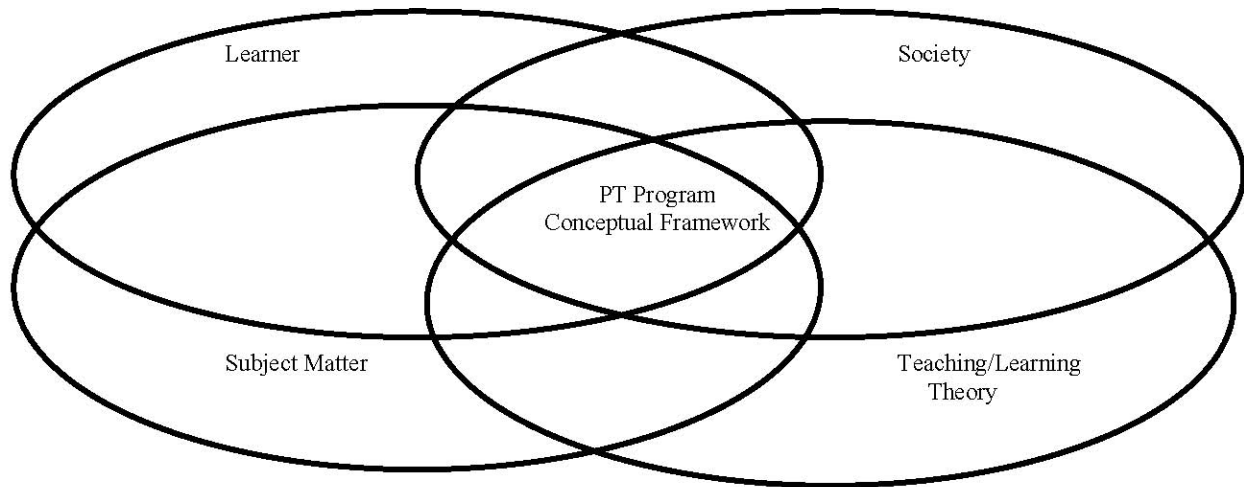 Learner
Society
PT Program
Conceptual Framework
Subject Matter
Teaching/Learning
Theory